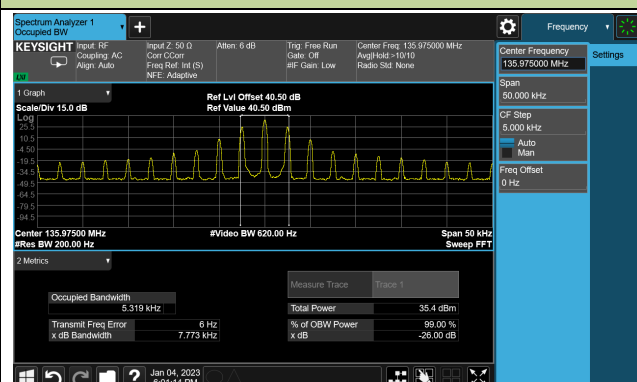 Spectrum Analyzer 1
Occupied BW
Frequency
KEYSIGHT
Input: RF
Coupling: AC
Align: Auto
Input Z: 50 Ω
Corr CCorr
Freq Ref: Int (S)
NFE: Adaptive
Atten: 6 dB
Trig: Free Run
Gate: Off
#IF Gain: Low
Center Freq: 135.975000 MHz
Avg|Hold:>10/10
Radio Std: None
LXI
1 Graph
Scale/Div 15.0 dB
Ref Lvl Offset 40.50 dB
Ref Value 40.50 dBm
Log
25.5
10.5
-4.50
-19.5
-34.5
-49.5
-64.5
-79.5
-94.5
Center 135.97500 MHz
#Res BW 200.00 Hz
#Video BW 620.00 Hz
Span 50 kHz
Sweep FFT
2 Metrics
Measure Trace Trace 1
Occupied Bandwidth
5.319 kHz
Total Power 35.4 dBm
Transmit Freq Error 6 Hz
% of OBW Power 99.00 %
x dB Bandwidth 7.773 kHz
x dB -26.00 dB
Center Frequency
135.975000 MHz
Settings
Span
50.000 kHz
CF Step
5.000 kHz
Auto
Man
Freq Offset
0 Hz
?
Jan 04, 2023
6:01:14 PM